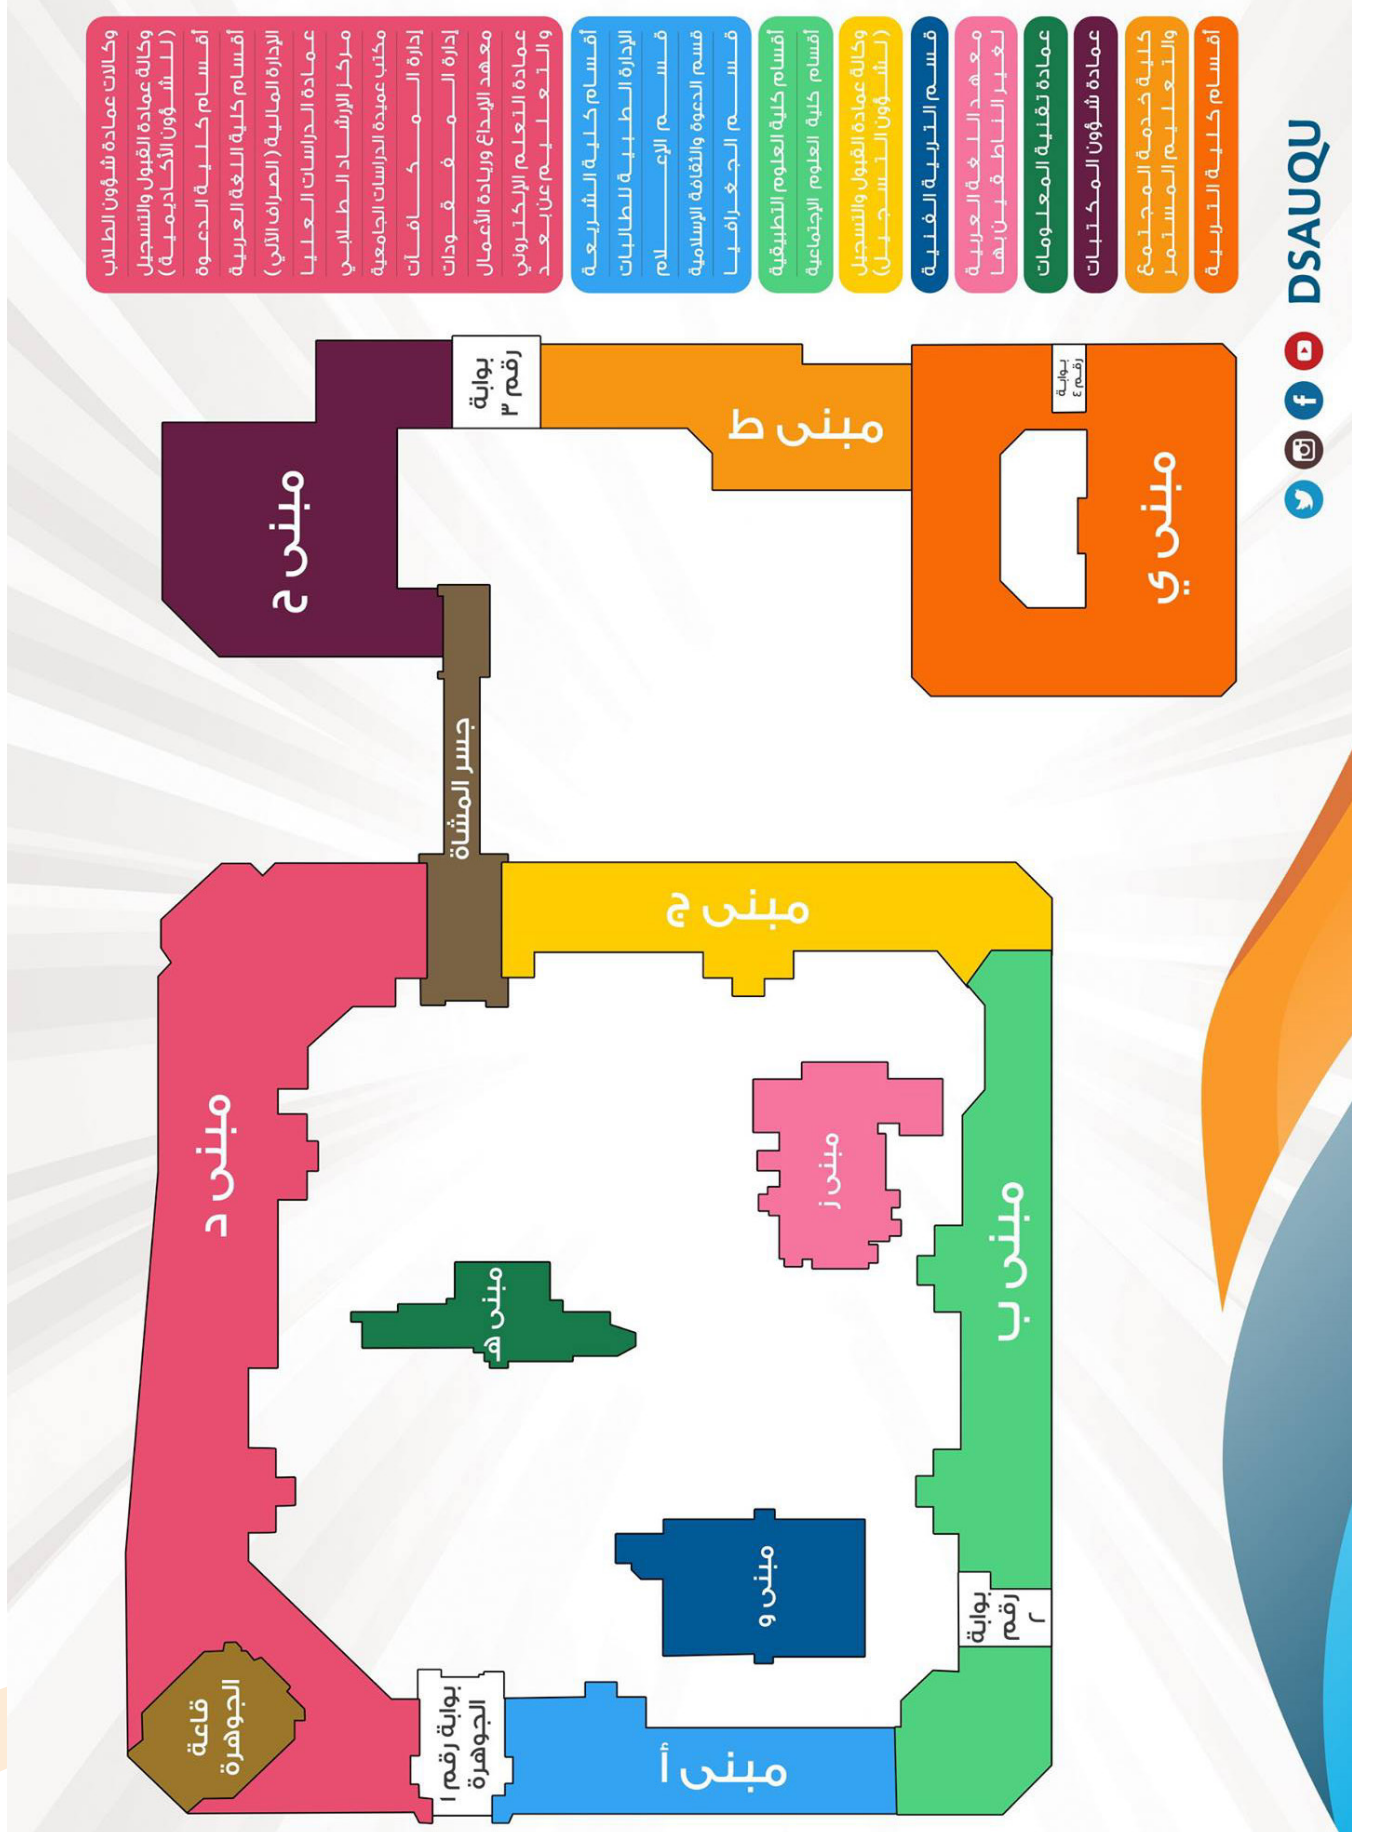 أقسام كلية التربية
كلية خدمة المجتمع
والتعليم المستمر
عمادة شؤون المكتبات
عمادة تقنية المعلومات
معهد اللغة العربية
لغير الناطقين بها
قسم التربية الفنية
وكالة عمادة القبول والتسجيل
(لشؤون التسجيل)
أقسام كلية العلوم الإجتماعية
أقسام كلية العلوم التطبيقية
أقسام كلية الشريعة
الإدارة الطبية للطالبات
قسم الإعلام
قسم الدعوة والثقافة الإسلامية
قسم الجغرافيا
وكالات عمادة شؤون الطلاب
وكالة عمادة القبول والتسجيل
(للشؤون الأكاديمية)
أقسام كلية الدعوة
أقسام كلية اللغة العربية
الإدارة المالية (الصراف الآلي)
عمادة الدراسات العليا
مركز الإرشاد الطلابي
مكتب عميدة الدراسات الجامعية
إدارة المكافآت
إدارة المفقودات
معهد الإبداع وريادة الأعمال
عمادة التعلم الإلكتروني
والتعليم عن بعد
DSAUQU
بوابة
رقم ٤
مبنى ي
مبنى ط
بوابة
رقم ٣
مبنى ح
جسر المشاة
مبنى ج
مبنى د
مبنى ز
مبنى ب
مبنى هـ
مبنى و
بوابة
رقم
٢
مبنى أ
بوابة رقم ١
الجوهرة
قاعة
الجوهرة